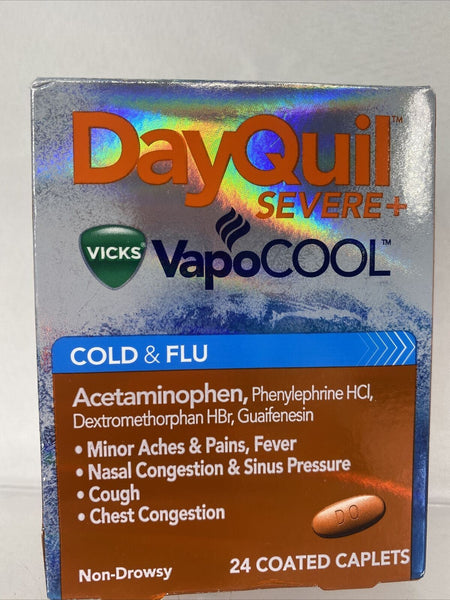 DayQuil™
SEVERE+
VICKS® VapoCOOL™
COLD & FLU
Acetaminophen, Phenylephrine HCl,
Dextromethorphan HBr, Guaifenesin
• Minor Aches & Pains, Fever
• Nasal Congestion & Sinus Pressure
• Cough
• Chest Congestion
DQ
Non-Drowsy
24 COATED CAPLETS